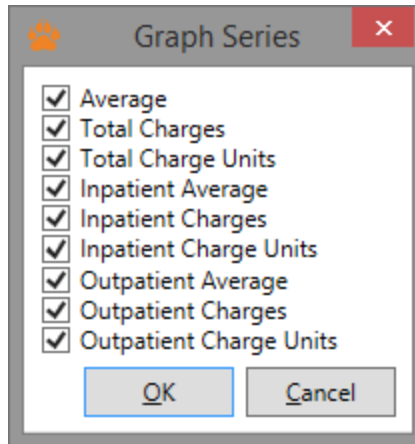 Graph Series
Average
Total Charges
Total Charge Units
Inpatient Average
Inpatient Charges
Inpatient Charge Units
Outpatient Average
Outpatient Charges
Outpatient Charge Units
OK Cancel